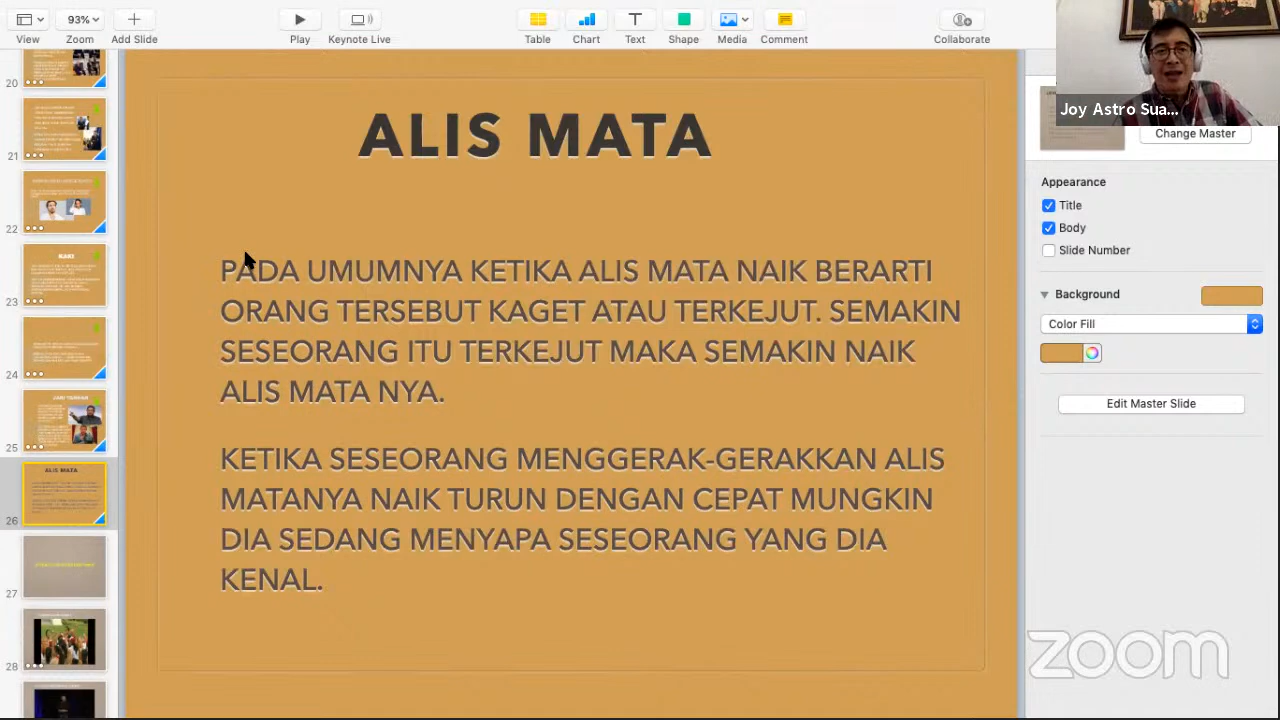 View
93%
Zoom
Add Slide
Play
Keynote Live
Table
Chart
Text
Shape
Media
Comment
Collaborate
Joy Astro Sua...
Change Master
Appearance
Title
Body
Slide Number
Background
Color Fill
Edit Master Slide
20
21
22
23
24
25
26
27
28
ALIS MATA
ALIS MATA
PADA UMUMNYA KETIKA ALIS MATA NAIK BERARTI
ORANG TERSEBUT KAGET ATAU TERKEJUT. SEMAKIN
SESEORANG ITU TERKEJUT MAKA SEMAKIN NAIK
ALIS MATA NYA.
KETIKA SESEORANG MENGGERAK-GERAKKAN ALIS
MATANYA NAIK TURUN DENGAN CEPAT MUNGKIN
DIA SEDANG MENYAPA SESEORANG YANG DIA
KENAL.
zoom